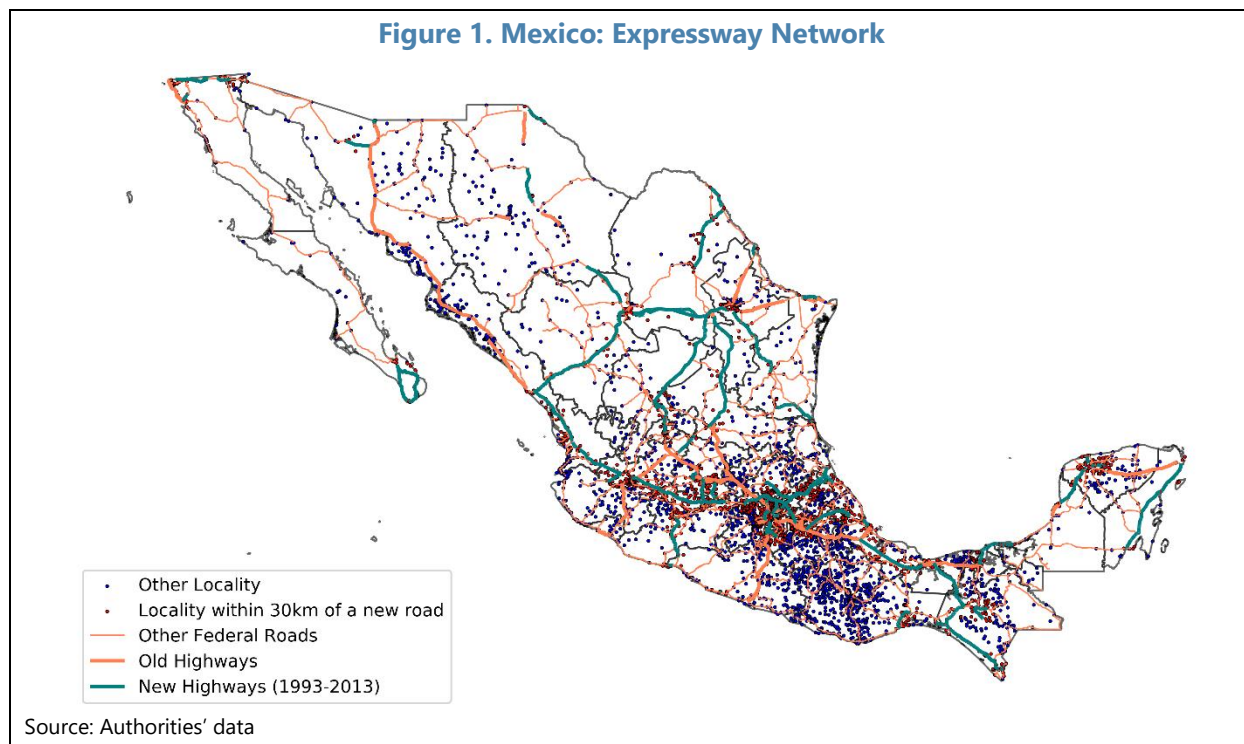 Figure 1. Mexico: Expressway Network
Other Locality
Locality within 30km of a new road
Other Federal Roads
Old Highways
New Highways (1993-2013)
Source: Authorities’ data